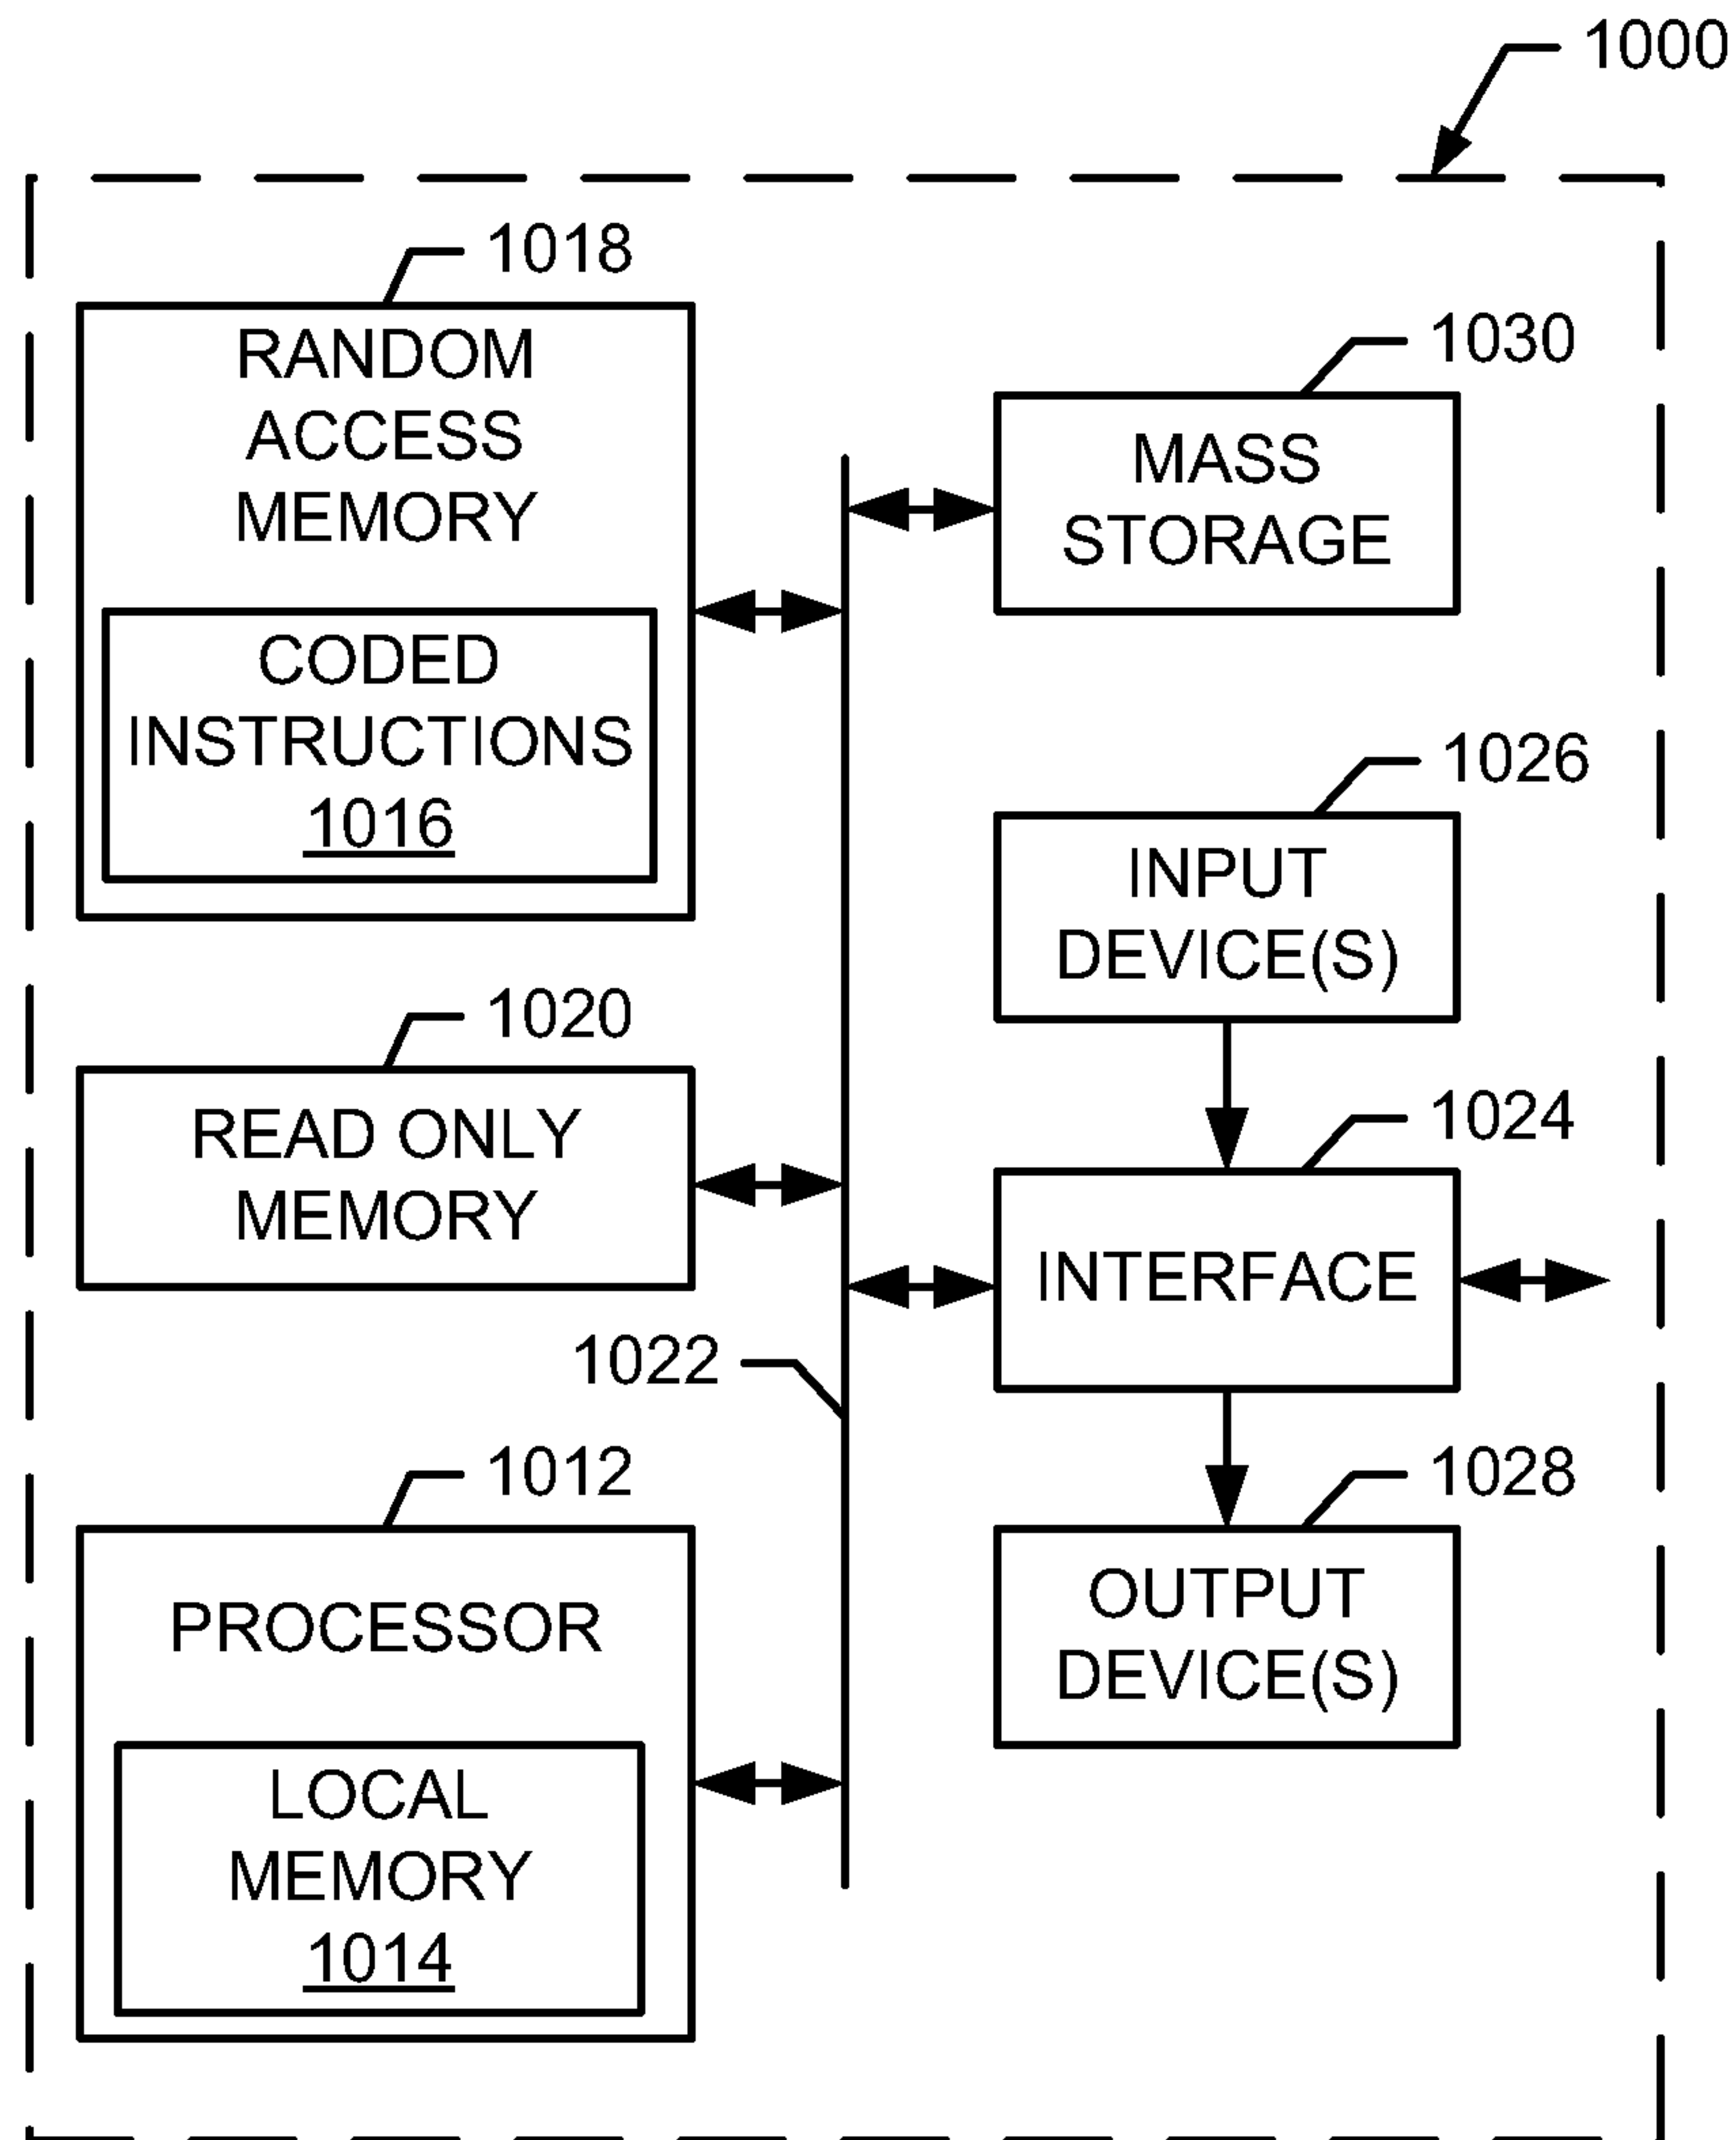 1000
1018
RANDOM
ACCESS
MEMORY
CODED
INSTRUCTIONS
1016
1030
MASS
STORAGE
1026
INPUT
DEVICE(S)
1020
READ ONLY
MEMORY
1024
INTERFACE
1022
1012
PROCESSOR
LOCAL
MEMORY
1014
1028
OUTPUT
DEVICE(S)